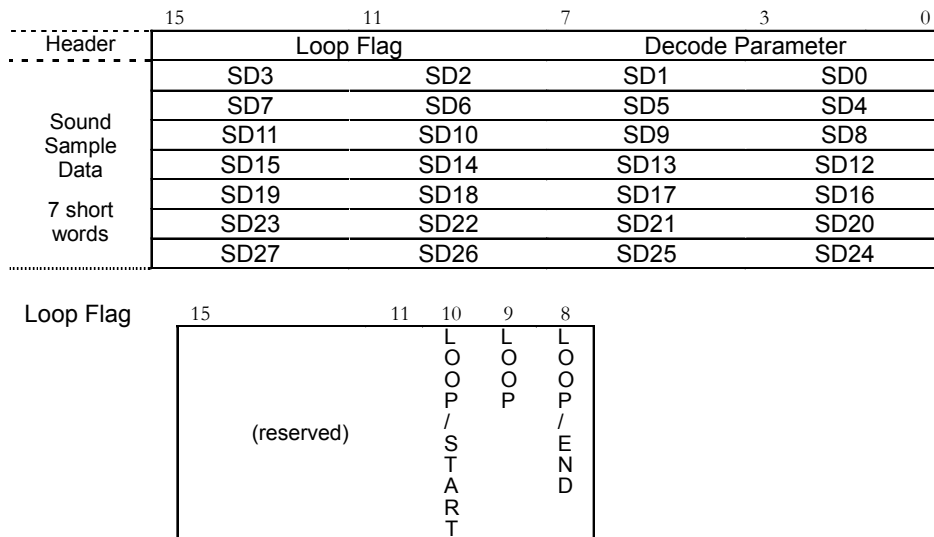 15 11 7 3 0
Header Loop Flag Decode Parameter
SD3 SD2 SD1 SD0
SD7 SD6 SD5 SD4
SD11 SD10 SD9 SD8
SD15 SD14 SD13 SD12
SD19 SD18 SD17 SD16
SD23 SD22 SD21 SD20
SD27 SD26 SD25 SD24
Sound
Sample
Data
7 short
words
Loop Flag
15 11 10 9 8
(reserved)
LOOP/START
LOOP
LOOP/END